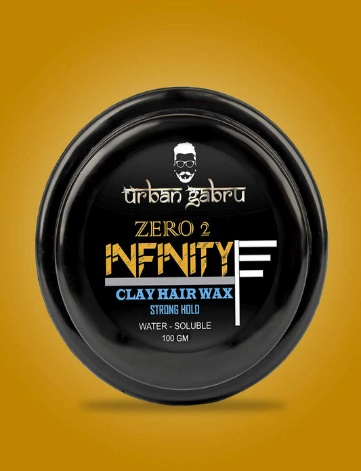 urban gabru
ZERO 2
INFINITY
CLAY HAIR WAX
STRONG HOLD
WATER - SOLUBLE
100 GM